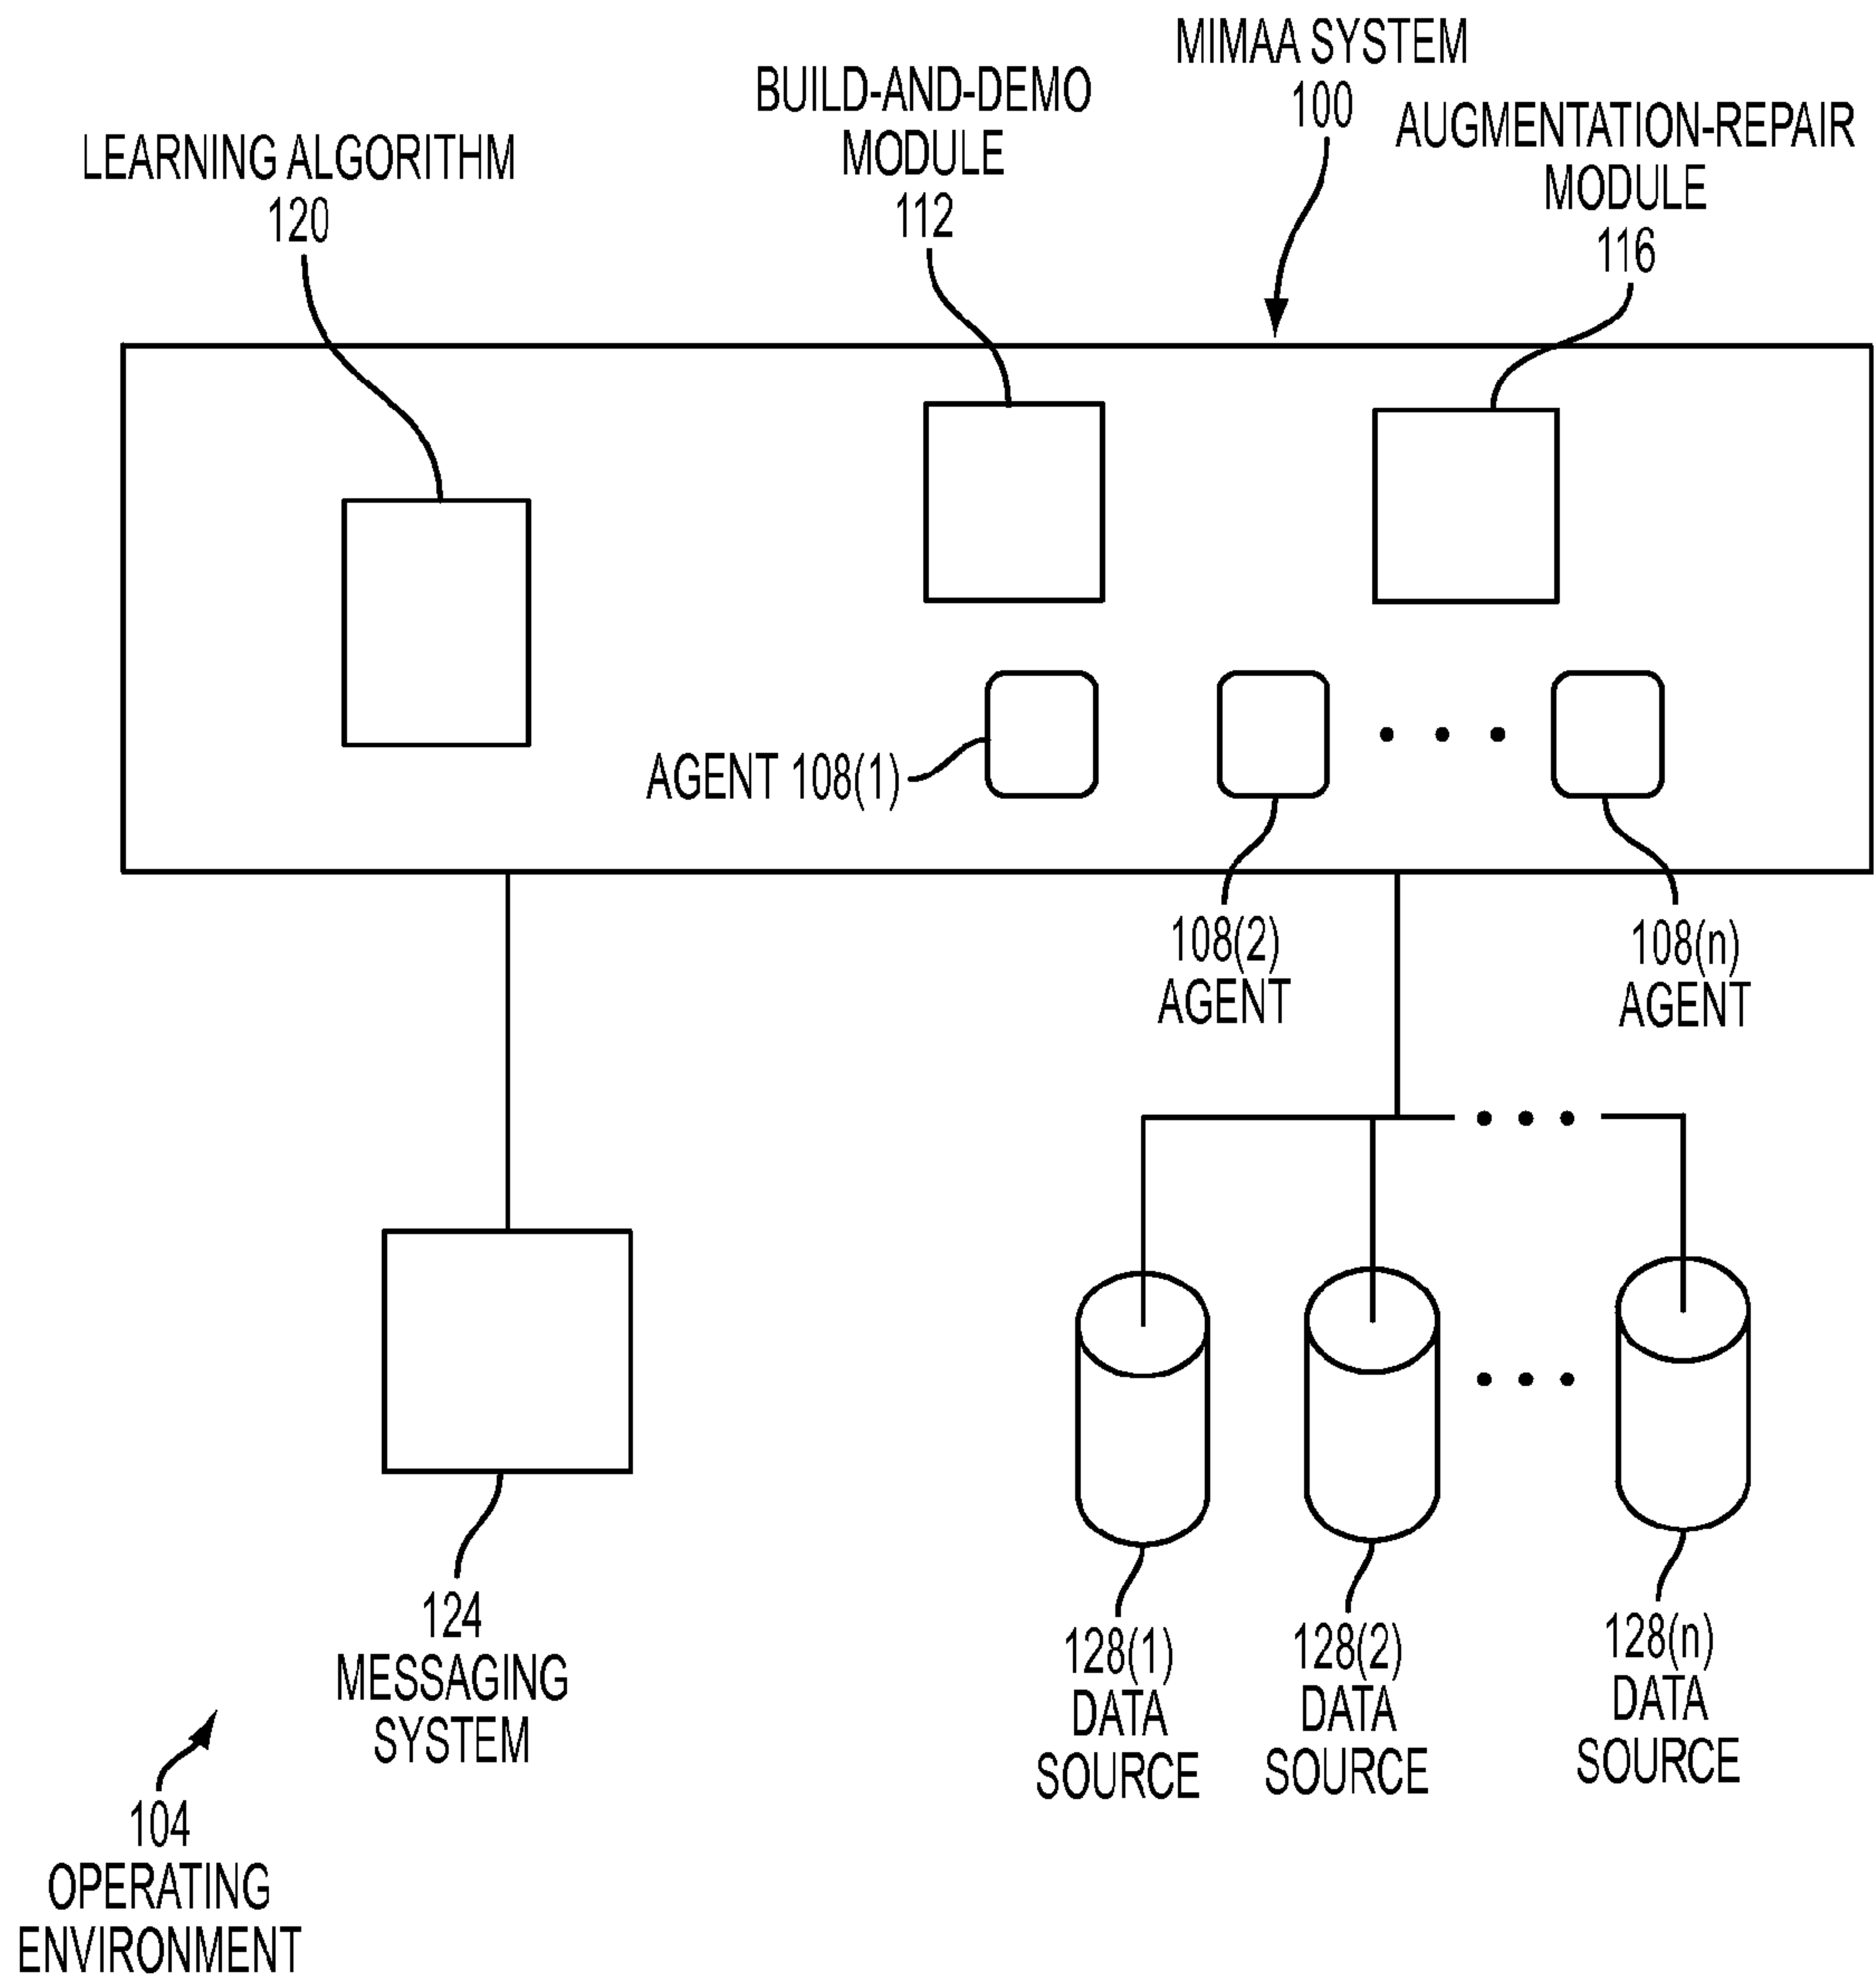 MIMAA SYSTEM
100
BUILD-AND-DEMO
MODULE
112
AUGMENTATION-REPAIR
MODULE
116
LEARNING ALGORITHM
120
AGENT 108(1)
108(2)
AGENT
108(n)
AGENT
124
MESSAGING
SYSTEM
128(1)
DATA
SOURCE
128(2)
DATA
SOURCE
128(n)
DATA
SOURCE
104
OPERATING
ENVIRONMENT